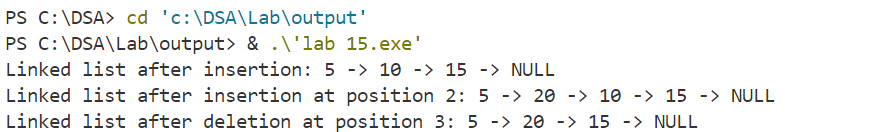 PS C:\DSA> cd 'c:\DSA\Lab\output'
PS C:\DSA\Lab\output> & .\'lab 15.exe'
Linked list after insertion: 5 -> 10 -> 15 -> NULL
Linked list after insertion at position 2: 5 -> 20 -> 10 -> 15 -> NULL
Linked list after deletion at position 3: 5 -> 20 -> 15 -> NULL